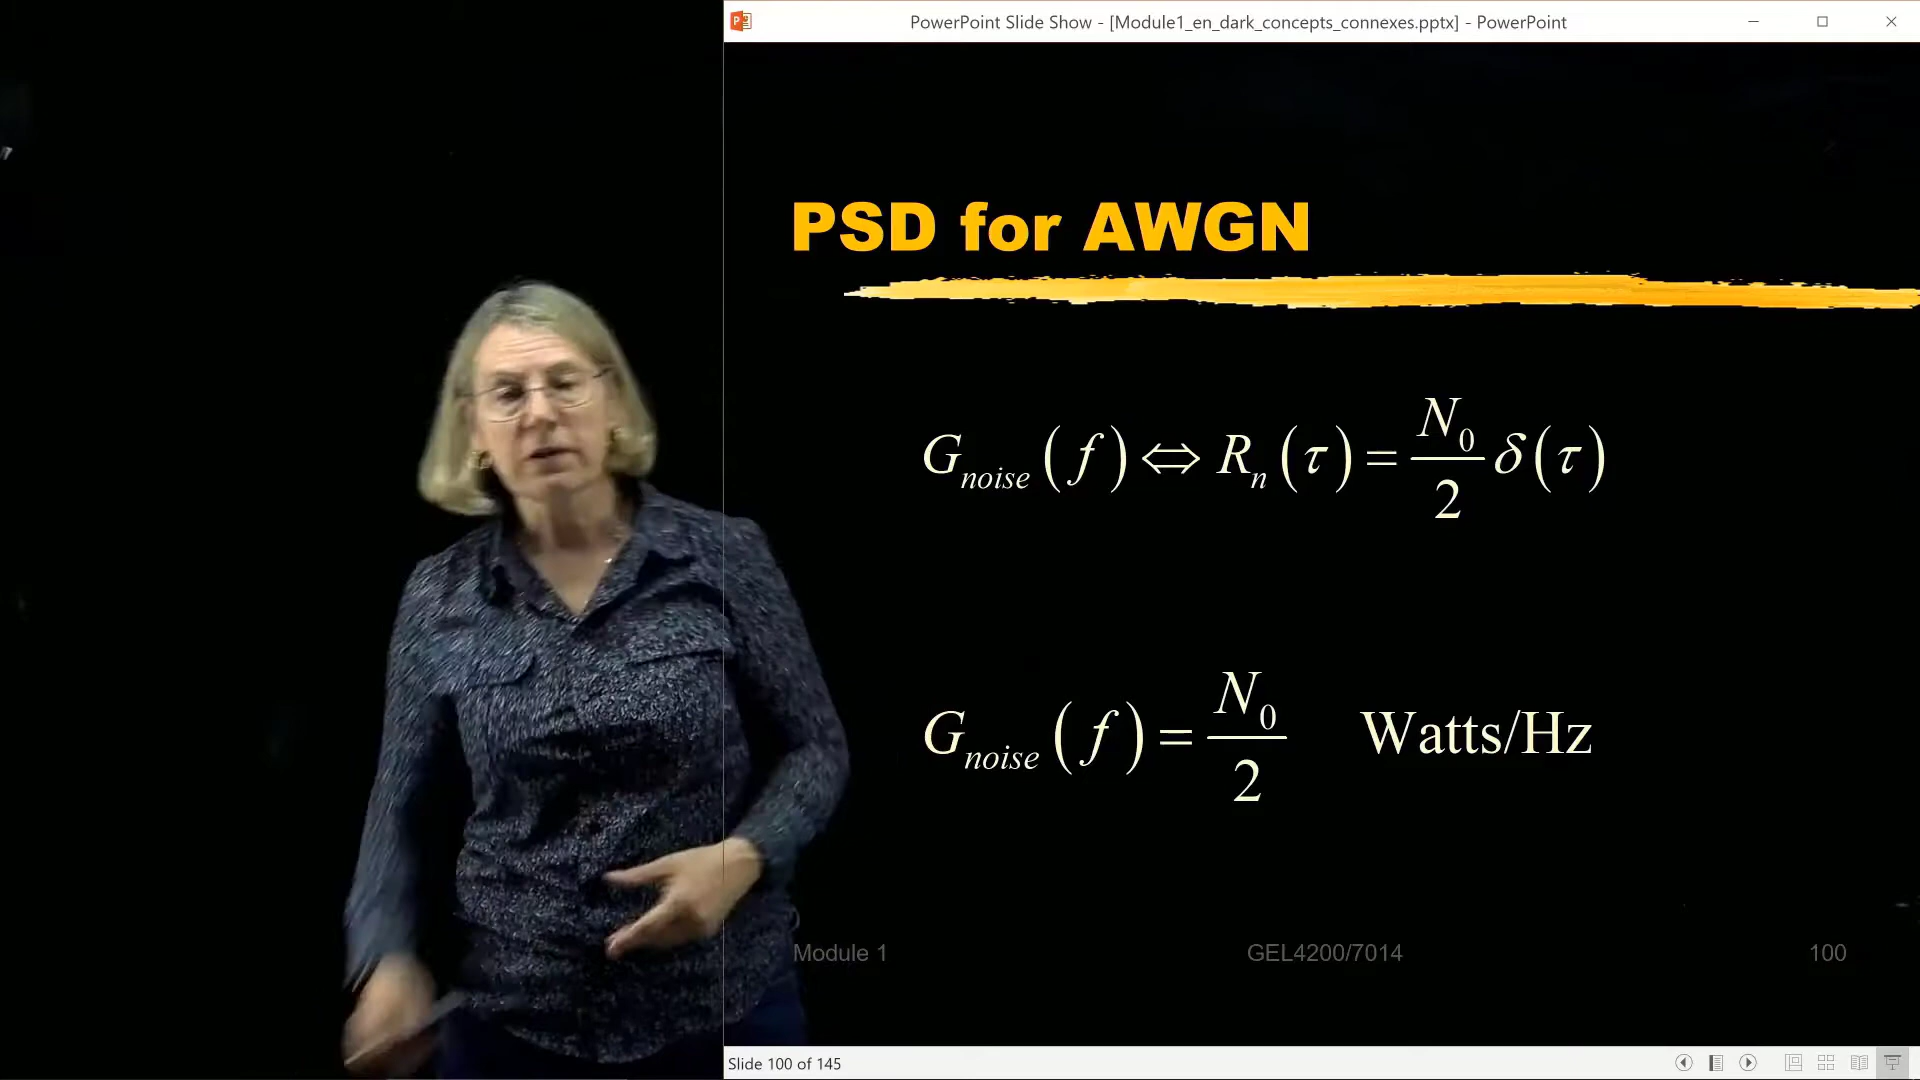 PowerPoint Slide Show - [Module1_en_dark_concepts_connexes.pptx] - PowerPoint
PSD for AWGN
G_noise(f) ⇔ R_n(τ) = N_0/2 δ(τ)
G_noise(f) = N_0/2 Watts/Hz
Module 1 GEL4200/7014 100
Slide 100 of 145